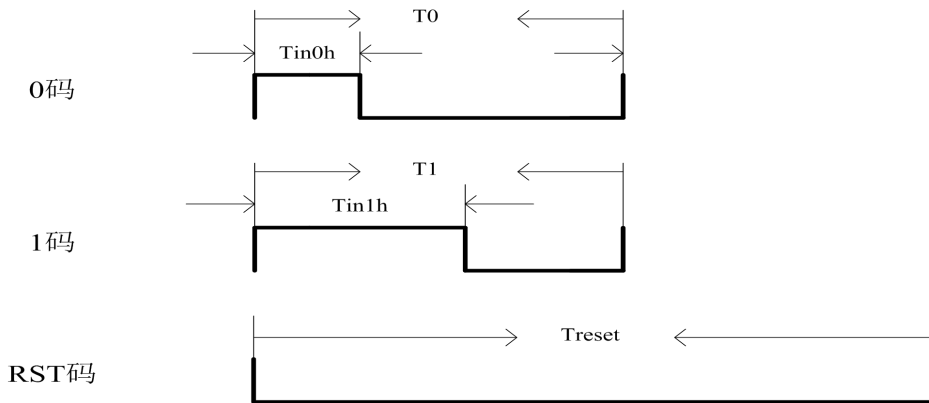 T0
Tin0h
0码
T1
Tin1h
1码
Treset
RST码